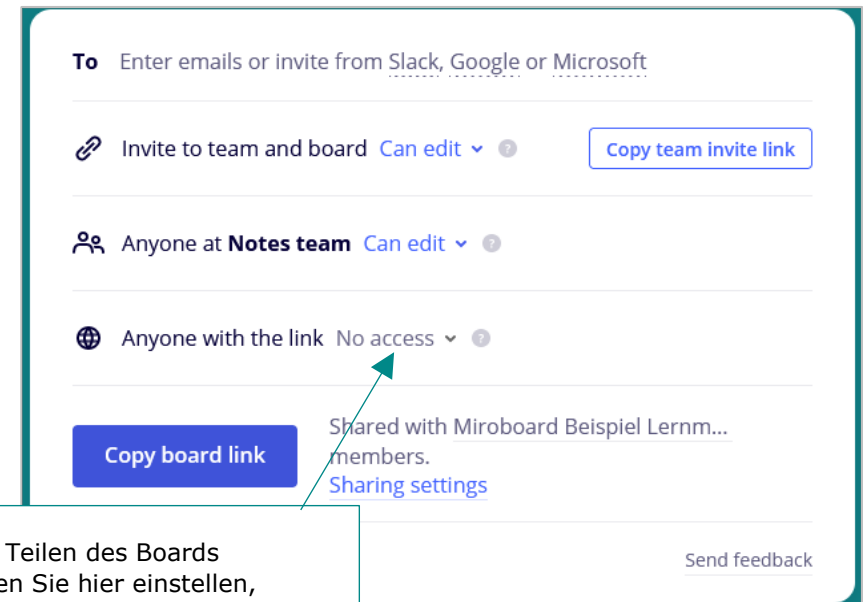 To Enter emails or invite from Slack, Google or Microsoft
Invite to team and board Can edit ? Copy team invite link
Anyone at Notes team Can edit ?
Anyone with the link No access ?
Copy board link
Shared with Miroboard Beispiel Lernm...
members.
Sharing settings
Teilen des Boards
Sie hier einstellen,
Send feedback